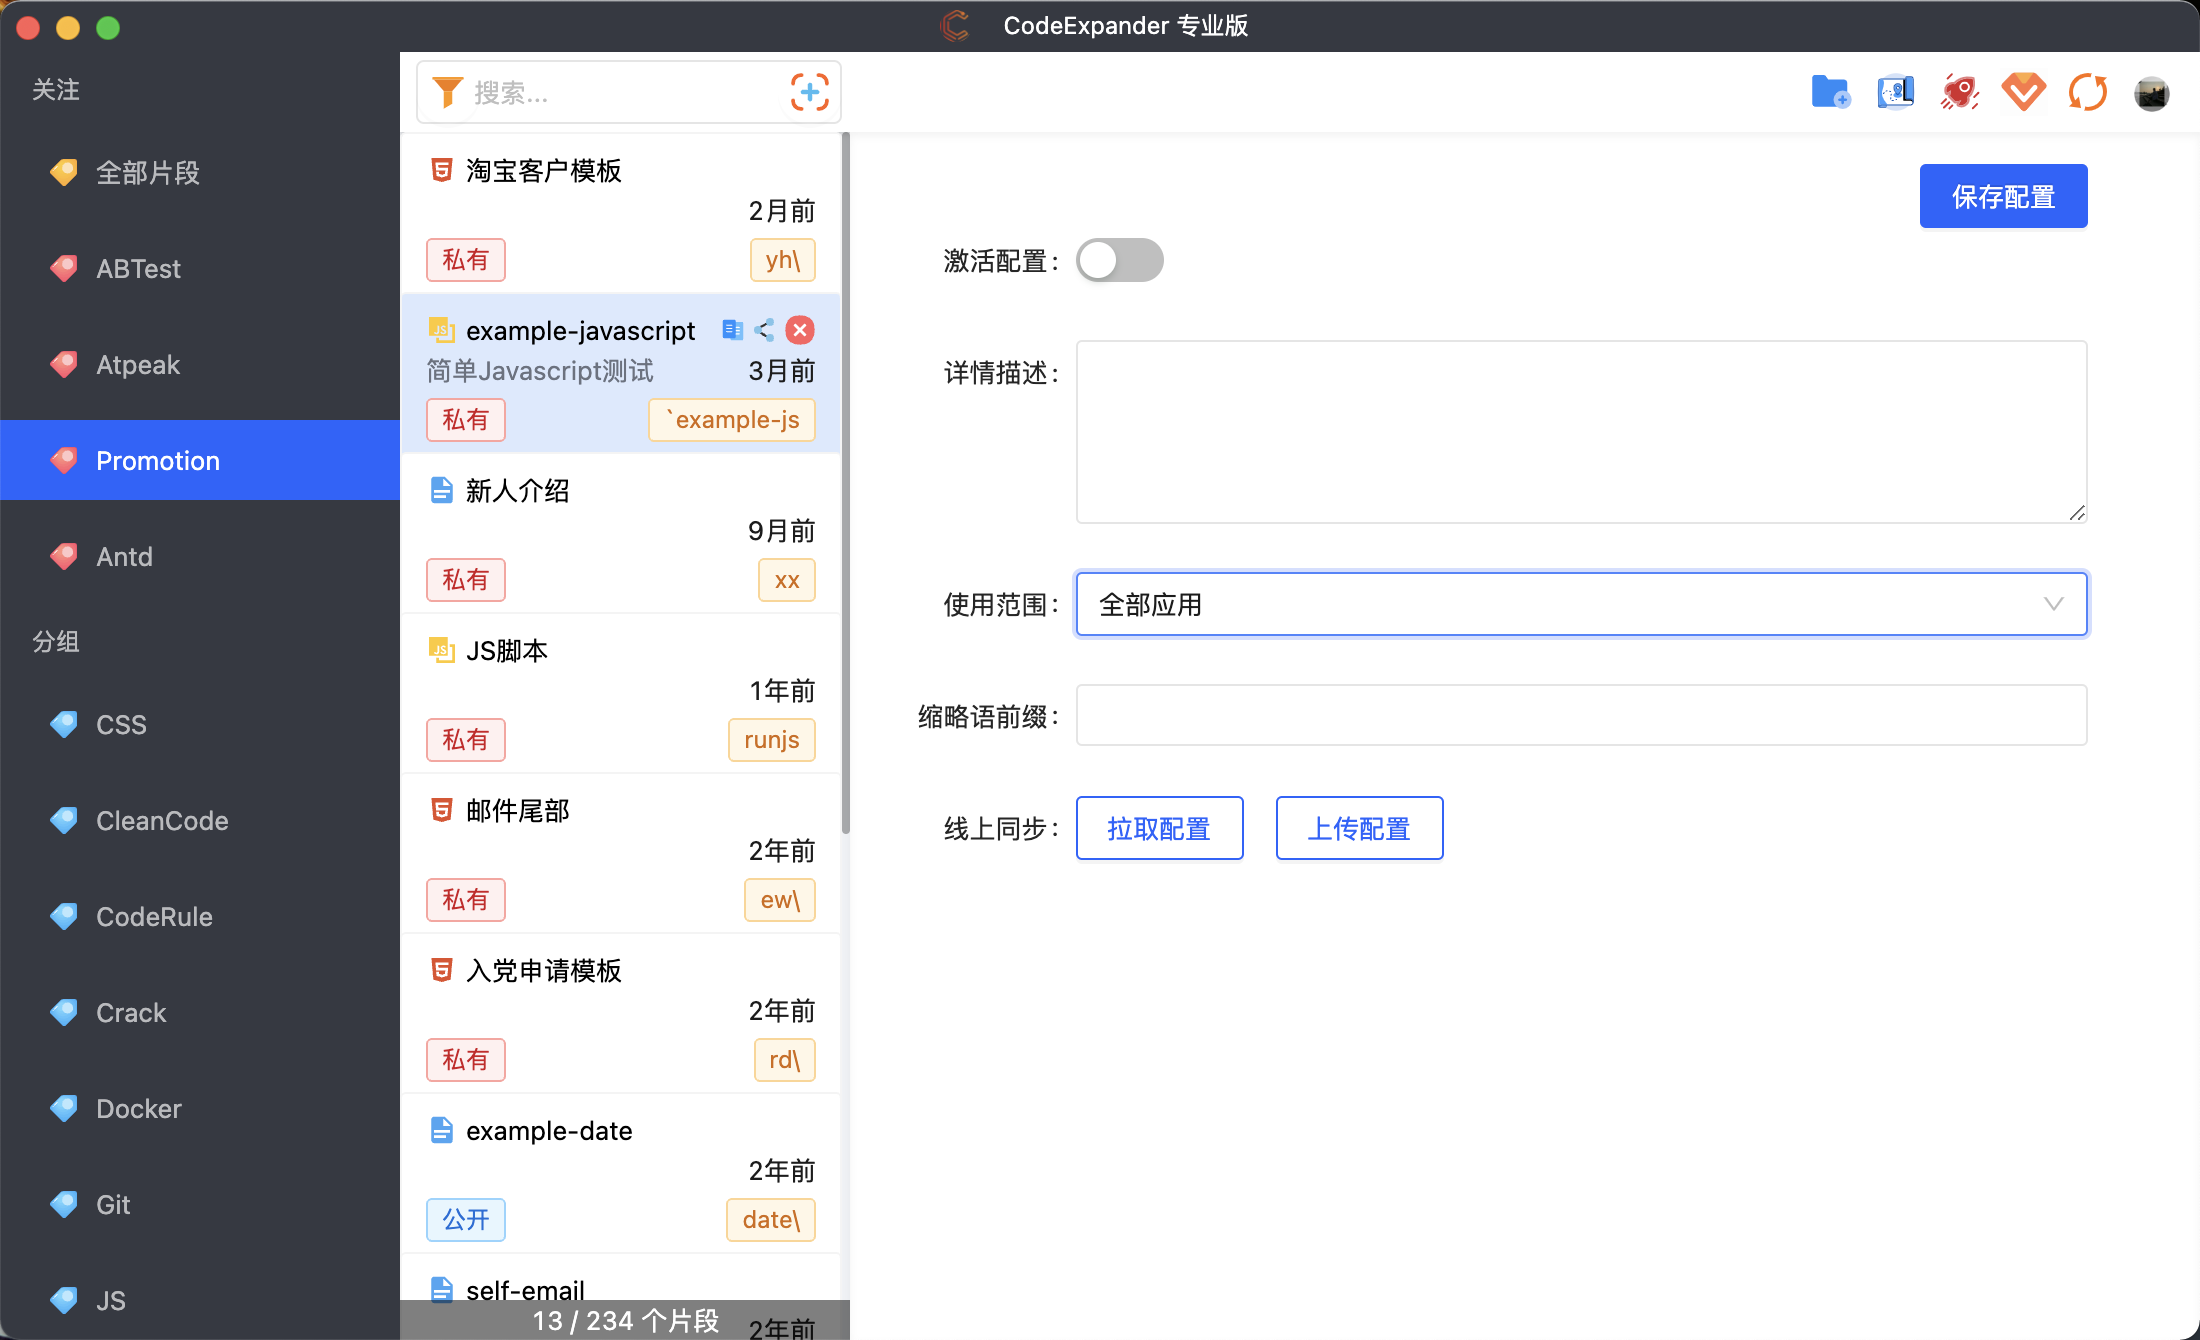 CodeExpander 专业版
关注
全部片段
ABTest
Atpeak
Promotion
Antd
分组
CSS
CleanCode
CodeRule
Crack
Docker
Git
JS
搜索...
淘宝客户模板
2月前
私有
yh\
example-javascript
简单Javascript测试
3月前
私有
`example-js
新人介绍
9月前
私有
xx
JS脚本
1年前
私有
runjs
邮件尾部
2年前
私有
ew\
入党申请模板
2年前
私有
rd\
example-date
2年前
公开
date\
self-email
2年前
13 / 234 个片段
保存配置
激活配置：
详情描述：
使用范围：
全部应用
缩略语前缀：
线上同步：
拉取配置
上传配置